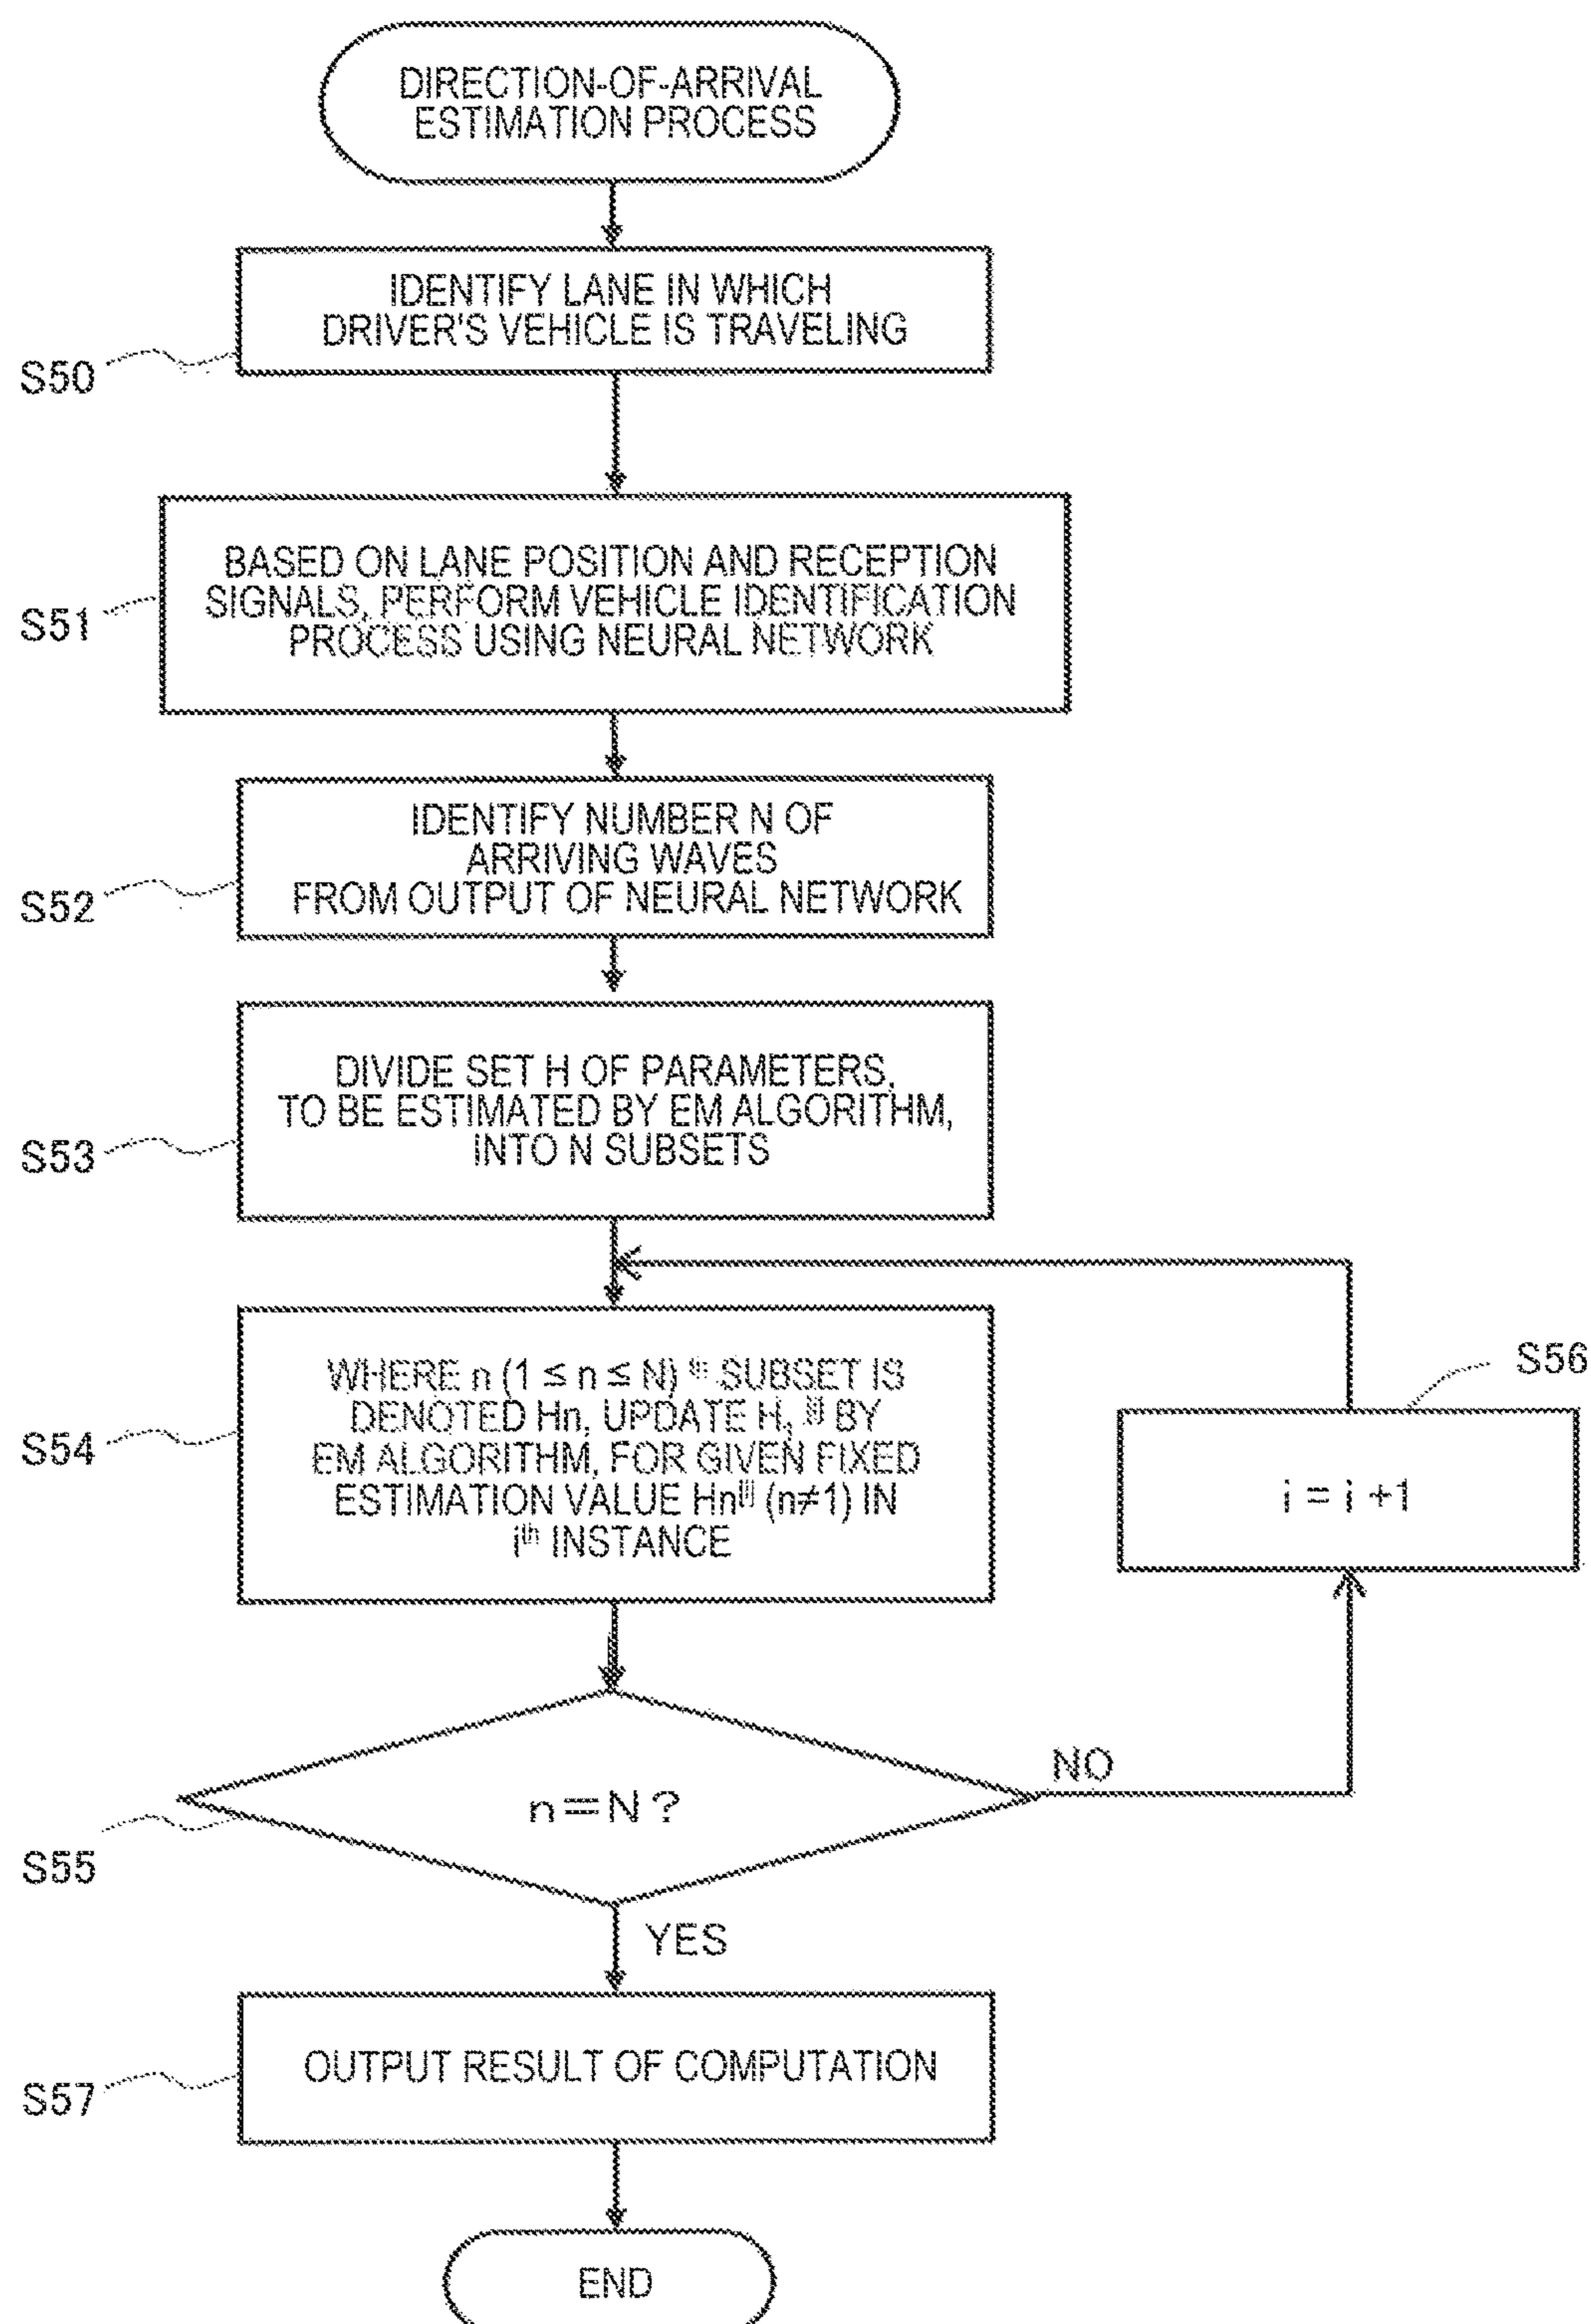 DIRECTION-OF-ARRIVAL
ESTIMATION PROCESS
IDENTIFY LANE IN WHICH
DRIVER'S VEHICLE IS TRAVELING
S50
BASED ON LANE POSITION AND RECEPTION
SIGNALS, PERFORM VEHICLE IDENTIFICATION
PROCESS USING NEURAL NETWORK
S51
IDENTIFY NUMBER N OF
ARRIVING WAVES
FROM OUTPUT OF NEURAL NETWORK
S52
DIVIDE SET H OF PARAMETERS,
TO BE ESTIMATED BY EM ALGORITHM,
INTO N SUBSETS
S53
WHERE n (1 ≤ n ≤ N) th SUBSET IS
DENOTED Hn, UPDATE H, BY
EM ALGORITHM, FOR GIVEN FIXED
ESTIMATION VALUE Hn (n≠1) IN
ith INSTANCE
S54
S56
i = i +1
n=N ?
NO
S55
YES
OUTPUT RESULT OF COMPUTATION
S57
END